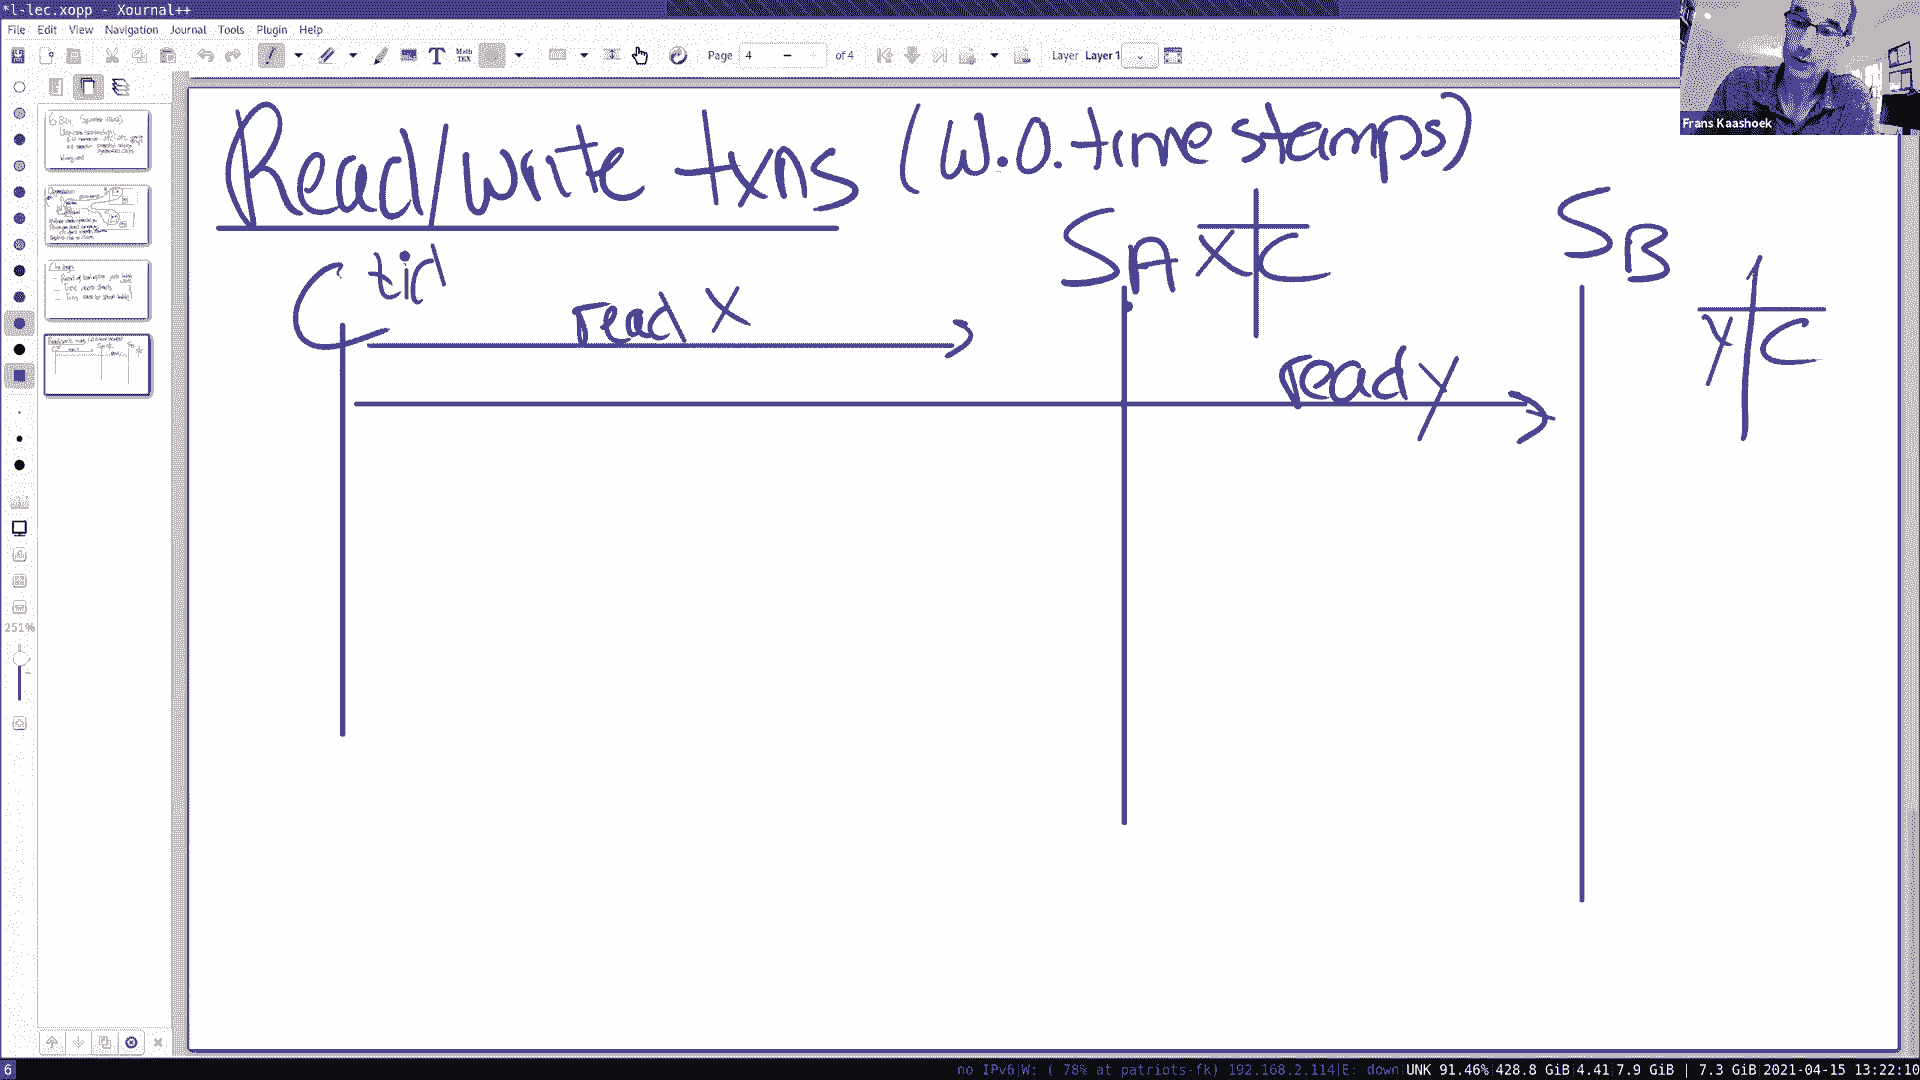 *l-lec.xopp - Xournal++
File Edit View Navigation Journal Tools Plugin Help
Page 4 of 4 Layer Layer 1
Frans Kaashoek
Read/write txns (W.O. time stamps)
C tid
SA X C
SB
Y C
read X
read y
251%
6
no IPv6|W: ( 78% at patriots-fk) 192.168.2.114|E: down|UNK 91.46%|428.8 GiB|4.41|7.9 GiB | 7.3 GiB|2021-04-15 13:22:10